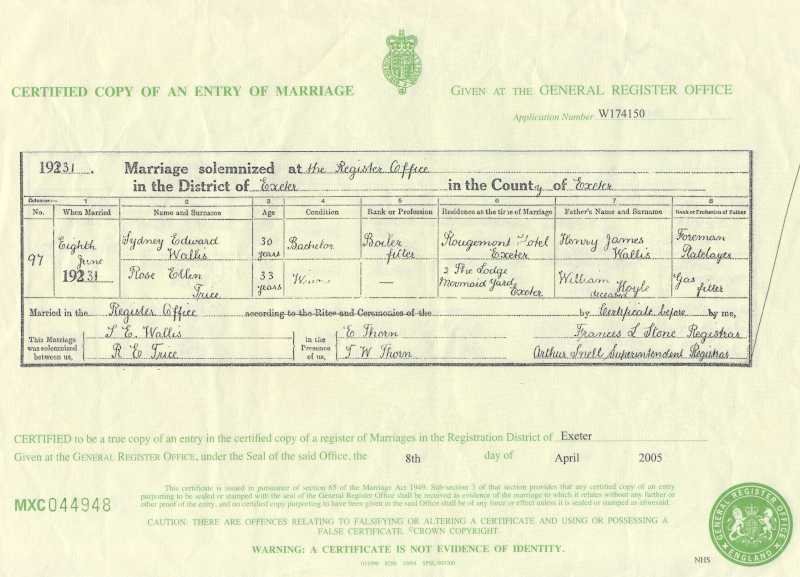 CERTIFIED COPY OF AN ENTRY OF MARRIAGE
GIVEN AT THE GENERAL REGISTER OFFICE
Application Number W174150
1931. Marriage solemnized at the Register Office
in the District of Exeter in the County of Exeter
Columns:— 1 2 3 4 5 6 7 8
No. When Married Name and Surname Age Condition Rank or Profession Residence at the time of Marriage Father's Name and Surname Rank or Profession of Father
97 Eighth June 1931 Sydney Edward Wallis 30 years Bachelor Boiler fitter Rougemont Hotel Exeter Henry James Wallis Foreman Platelayer
Rose Ellen Trice 33 years — 2 The Lodge Mermaid Yard, Exeter William Hoyle deceased Gas fitter
Married in the Register Office according to the Rites and Ceremonies of the by Certificate before by me,
This Marriage was solemnized between us, S. E. Wallis R E Trice in the Presence of us, E Thorn T W Thorn Frances L Stone Registrar
Arthur Snell Superintendent Registrar
CERTIFIED to be a true copy of an entry in the certified copy of a register of Marriages in the Registration District of Exeter
Given at the GENERAL REGISTER OFFICE, under the Seal of the said Office, the 8th day of April 2005
MXC 044948
This certificate is issued in pursuance of section 65 of the Marriage Act 1949. Sub-section 3 of that section provides that any certified copy of an entry
purporting to be sealed or stamped with the seal of the General Register Office shall be received as evidence of the marriage to which it relates without any further or
other proof of the entry, and no certified copy purporting to have been given in the said Office shall be of any force or effect unless it is sealed or stamped as aforesaid.
CAUTION: THERE ARE OFFENCES RELATING TO FALSIFYING OR ALTERING A CERTIFICATE AND USING OR POSSESSING A
FALSE CERTIFICATE. ©CROWN COPYRIGHT
WARNING: A CERTIFICATE IS NOT EVIDENCE OF IDENTITY.
GENERAL REGISTER OFFICE
ENGLAND
NHS